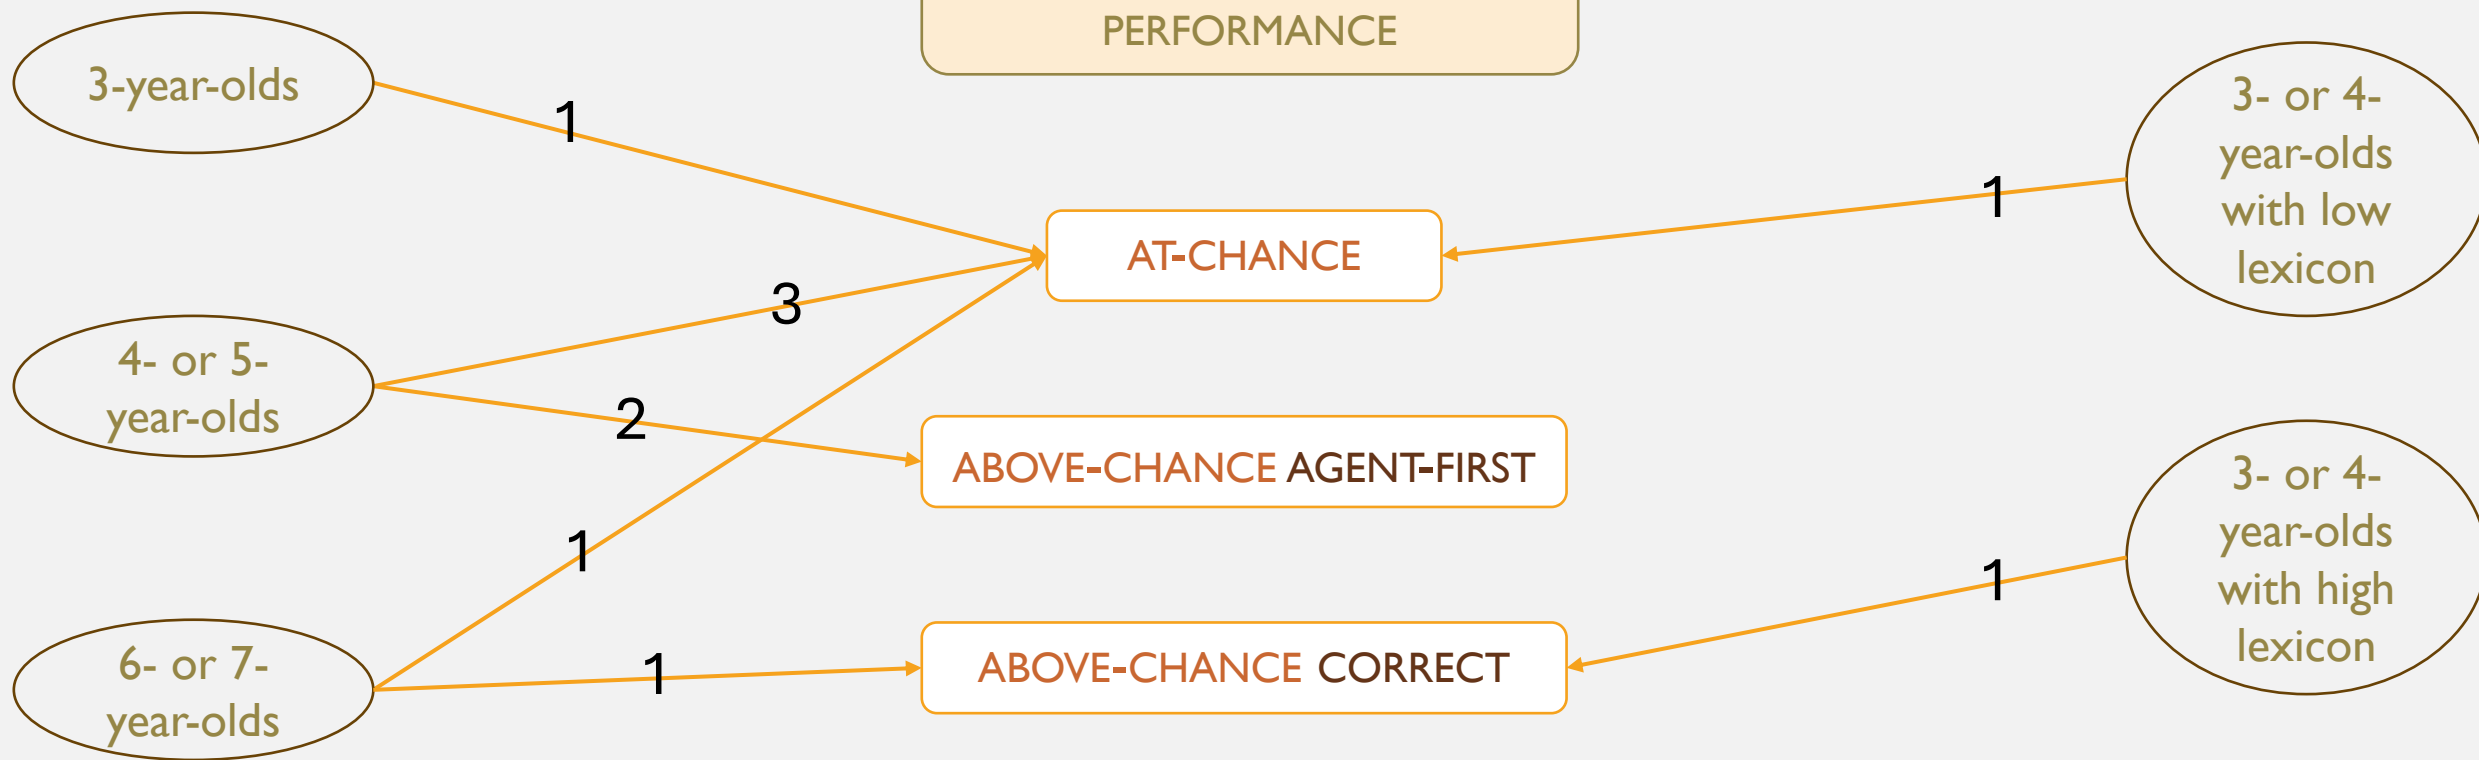 PERFORMANCE
3-year-olds
1
3
4- or 5-
year-olds
2
1
6- or 7-
year-olds
1
AT-CHANCE
ABOVE-CHANCE AGENT-FIRST
ABOVE-CHANCE CORRECT
1
3- or 4-
year-olds
with low
lexicon
1
3- or 4-
year-olds
with high
lexicon